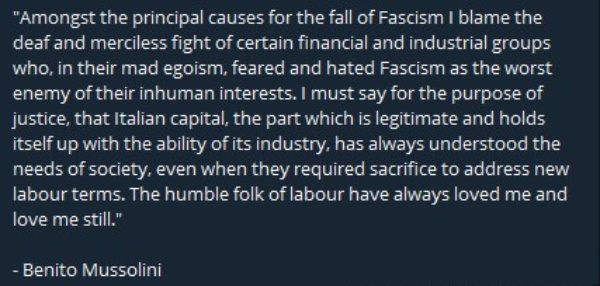 "Amongst the principal causes for the fall of Fascism I blame the
deaf and merciless fight of certain financial and industrial groups
who, in their mad egoism, feared and hated Fascism as the worst
enemy of their inhuman interests. I must say for the purpose of
justice, that Italian capital, the part which is legitimate and holds
itself up with the ability of its industry, has always understood the
needs of society, even when they required sacrifice to address new
labour terms. The humble folk of labour have always loved me and
love me still."
- Benito Mussolini